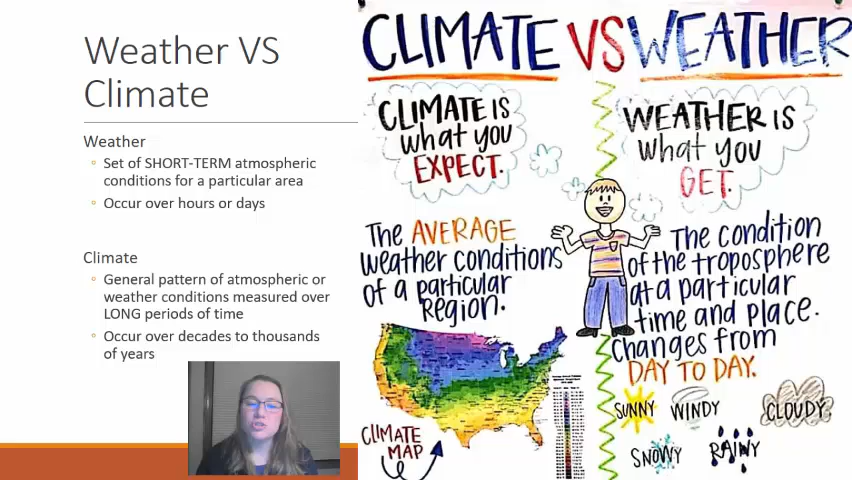 Weather VS
Climate
Weather
Set of SHORT-TERM atmospheric
conditions for a particular area
Occur over hours or days
Climate
General pattern of atmospheric or
weather conditions measured over
LONG periods of time
Occur over decades to thousands
of years
CLIMATE VS WEATHER
CLIMATE IS
what you
EXPECT.
The AVERAGE
weather conditions
of a particular
Region.
CLIMATE
MAP
WEATHER IS
what you
GET.
The condition
of the troposphere
at a particular
time and place.
changes from
DAY TO DAY.
SUNNY WINDY CLOUDY
SNOWY RAINY